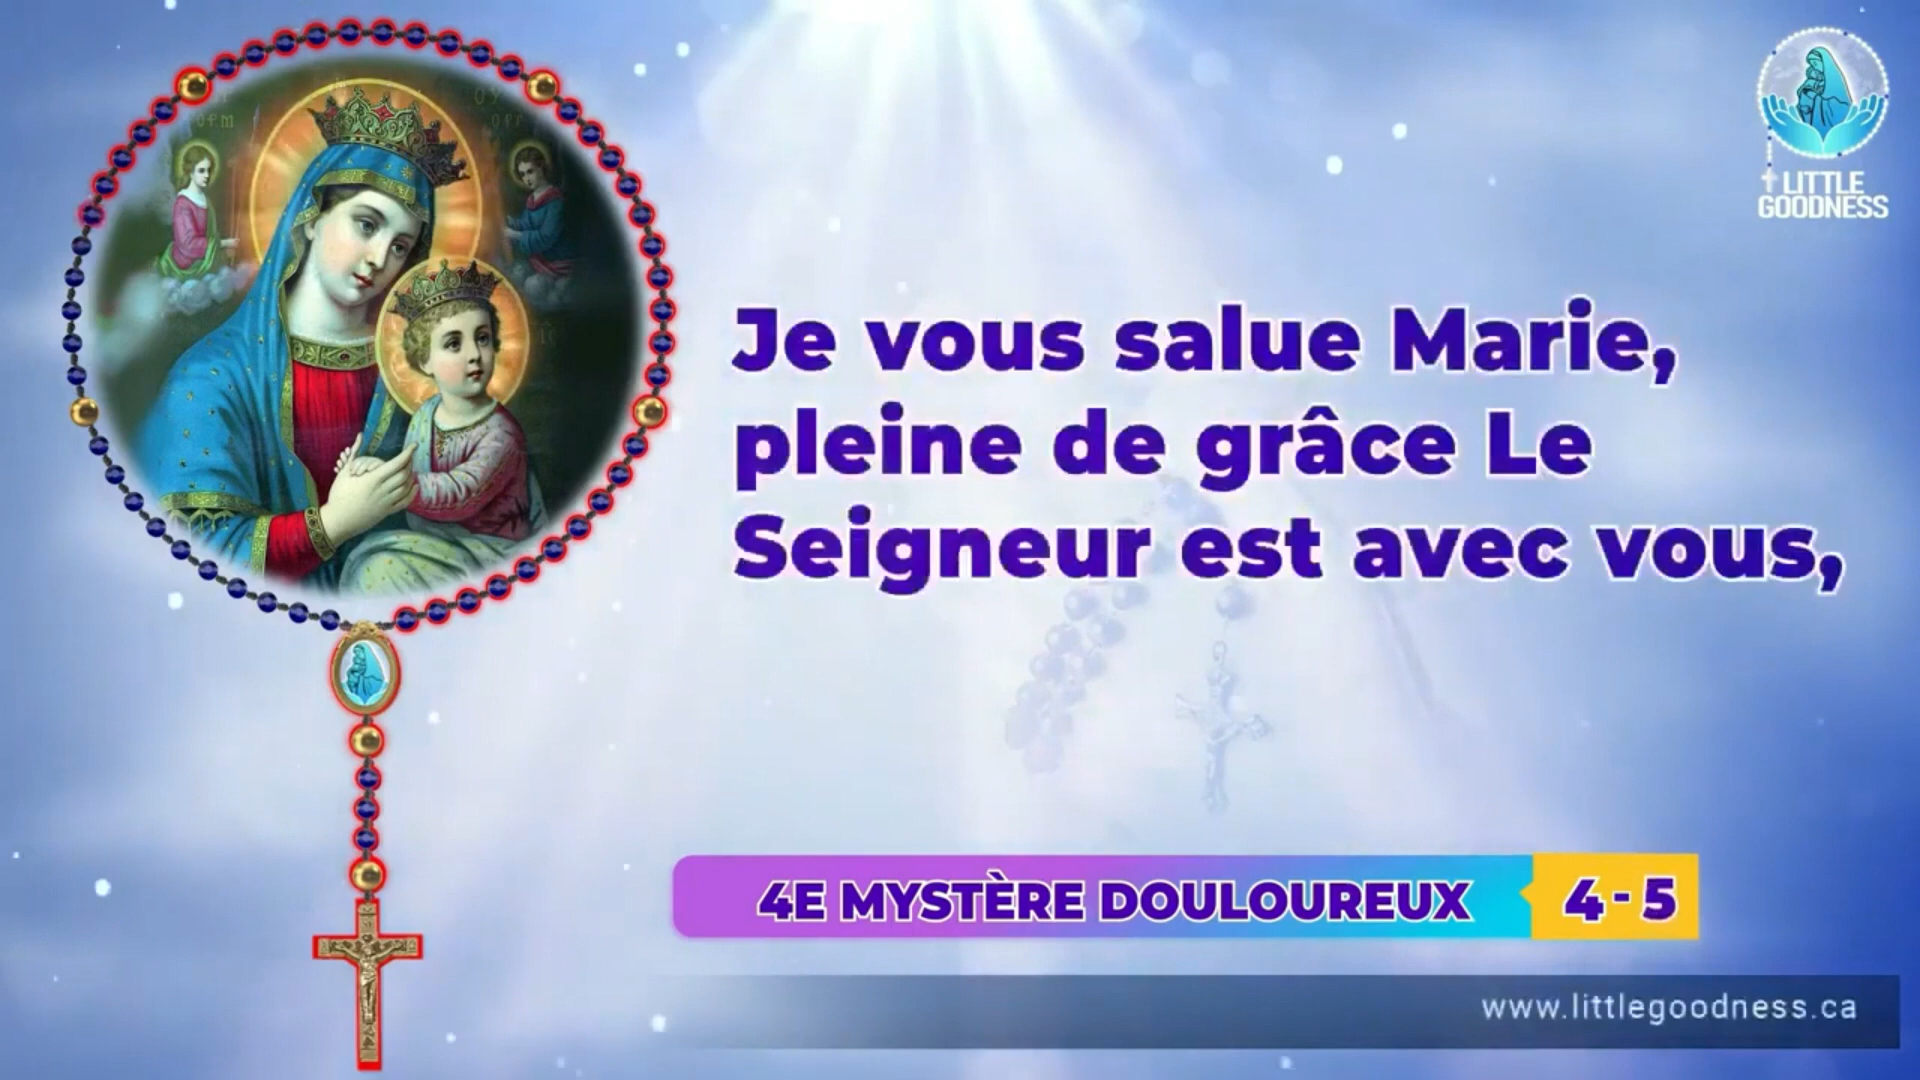 LITTLE
GOODNESS
Je vous salue Marie,
pleine de grâce Le
Seigneur est avec vous,
4E MYSTÈRE DOULOUREUX
4 - 5
www.littlegoodness.ca